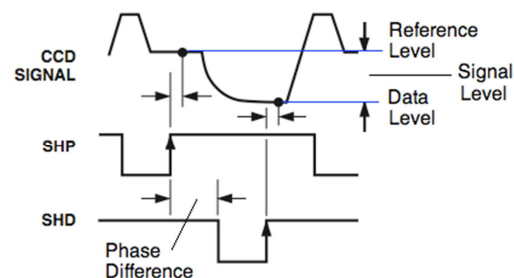 CCD
SIGNAL
Reference
Level
Signal
Level
Data
Level
SHP
SHD
Phase
Difference